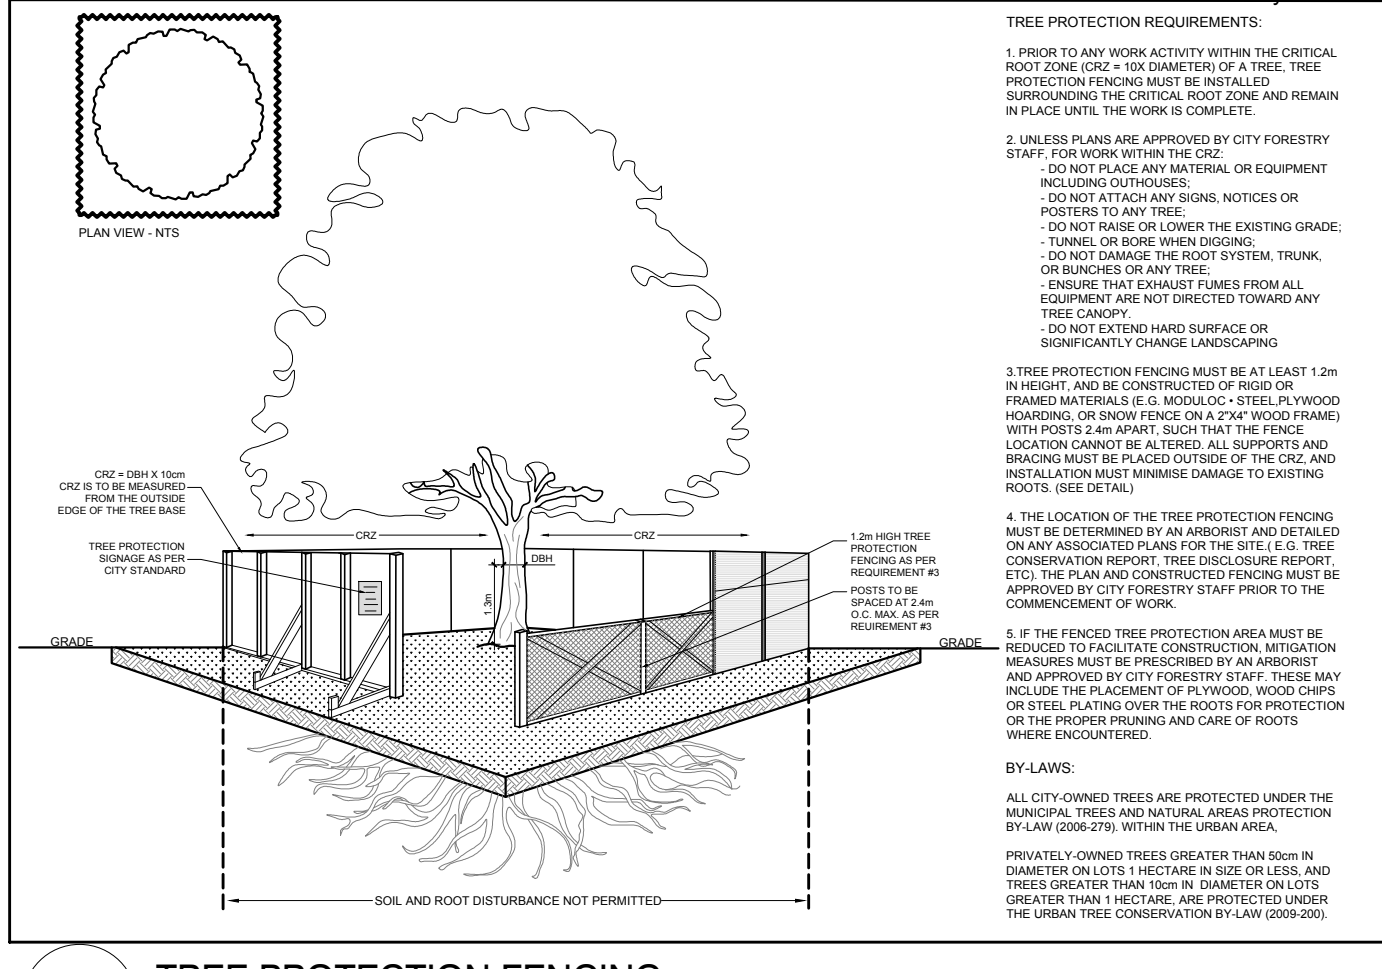 PLAN VIEW - NTS
CRZ = DBH X 10cm
CRZ IS TO BE MEASURED
FROM THE OUTSIDE
EDGE OF THE TREE BASE
TREE PROTECTION
SIGNAGE AS PER
CITY STANDARD
CRZ
CRZ
DBH
1.3m
1.2m HIGH TREE
PROTECTION
FENCING AS PER
REQUIREMENT #3
POSTS TO BE
SPACED AT 2.4m
O.C. MAX. AS PER
REUIREMENT #3
GRADE
GRADE
SOIL AND ROOT DISTURBANCE NOT PERMITTED
TREE PROTECTION REQUIREMENTS:
1. PRIOR TO ANY WORK ACTIVITY WITHIN THE CRITICAL
ROOT ZONE (CRZ = 10X DIAMETER) OF A TREE, TREE
PROTECTION FENCING MUST BE INSTALLED
SURROUNDING THE CRITICAL ROOT ZONE AND REMAIN
IN PLACE UNTIL THE WORK IS COMPLETE.
2. UNLESS PLANS ARE APPROVED BY CITY FORESTRY
STAFF, FOR WORK WITHIN THE CRZ:
- DO NOT PLACE ANY MATERIAL OR EQUIPMENT
INCLUDING OUTHOUSES;
- DO NOT ATTACH ANY SIGNS, NOTICES OR
POSTERS TO ANY TREE;
- DO NOT RAISE OR LOWER THE EXISTING GRADE;
- TUNNEL OR BORE WHEN DIGGING;
- DO NOT DAMAGE THE ROOT SYSTEM, TRUNK,
OR BUNCHES OR ANY TREE;
- ENSURE THAT EXHAUST FUMES FROM ALL
EQUIPMENT ARE NOT DIRECTED TOWARD ANY
TREE CANOPY.
- DO NOT EXTEND HARD SURFACE OR
SIGNIFICANTLY CHANGE LANDSCAPING
3.TREE PROTECTION FENCING MUST BE AT LEAST 1.2m
IN HEIGHT, AND BE CONSTRUCTED OF RIGID OR
FRAMED MATERIALS (E.G. MODULOC • STEEL,PLYWOOD
HOARDING, OR SNOW FENCE ON A 2"X4" WOOD FRAME)
WITH POSTS 2.4m APART, SUCH THAT THE FENCE
LOCATION CANNOT BE ALTERED. ALL SUPPORTS AND
BRACING MUST BE PLACED OUTSIDE OF THE CRZ, AND
INSTALLATION MUST MINIMISE DAMAGE TO EXISTING
ROOTS. (SEE DETAIL)
4. THE LOCATION OF THE TREE PROTECTION FENCING
MUST BE DETERMINED BY AN ARBORIST AND DETAILED
ON ANY ASSOCIATED PLANS FOR THE SITE.( E.G. TREE
CONSERVATION REPORT, TREE DISCLOSURE REPORT,
ETC). THE PLAN AND CONSTRUCTED FENCING MUST BE
APPROVED BY CITY FORESTRY STAFF PRIOR TO THE
COMMENCEMENT OF WORK.
5. IF THE FENCED TREE PROTECTION AREA MUST BE
REDUCED TO FACILITATE CONSTRUCTION, MITIGATION
MEASURES MUST BE PRESCRIBED BY AN ARBORIST
AND APPROVED BY CITY FORESTRY STAFF. THESE MAY
INCLUDE THE PLACEMENT OF PLYWOOD, WOOD CHIPS
OR STEEL PLATING OVER THE ROOTS FOR PROTECTION
OR THE PROPER PRUNING AND CARE OF ROOTS
WHERE ENCOUNTERED.
BY-LAWS:
ALL CITY-OWNED TREES ARE PROTECTED UNDER THE
MUNICIPAL TREES AND NATURAL AREAS PROTECTION
BY-LAW (2006-279). WITHIN THE URBAN AREA,
PRIVATELY-OWNED TREES GREATER THAN 50cm IN
DIAMETER ON LOTS 1 HECTARE IN SIZE OR LESS, AND
TREES GREATER THAN 10cm IN DIAMETER ON LOTS
GREATER THAN 1 HECTARE, ARE PROTECTED UNDER
THE URBAN TREE CONSERVATION BY-LAW (2009-200).
TREE PROTECTION FENCING